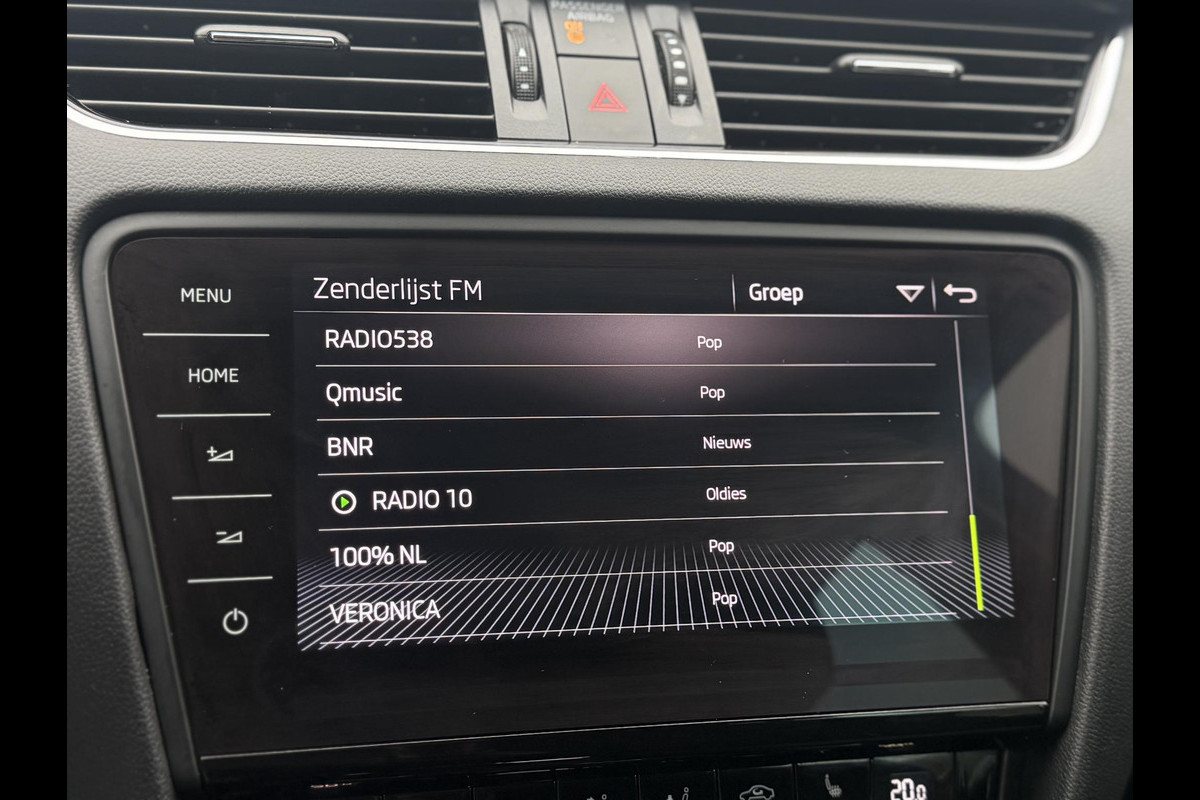 PASSENGER
AIRBAG
ON
Zenderlijst FM Groep
MENU
RADIO538 Pop
HOME
Qmusic Pop
BNR Nieuws
RADIO 10 Oldies
100% NL Pop
VERONICA Pop
20.0